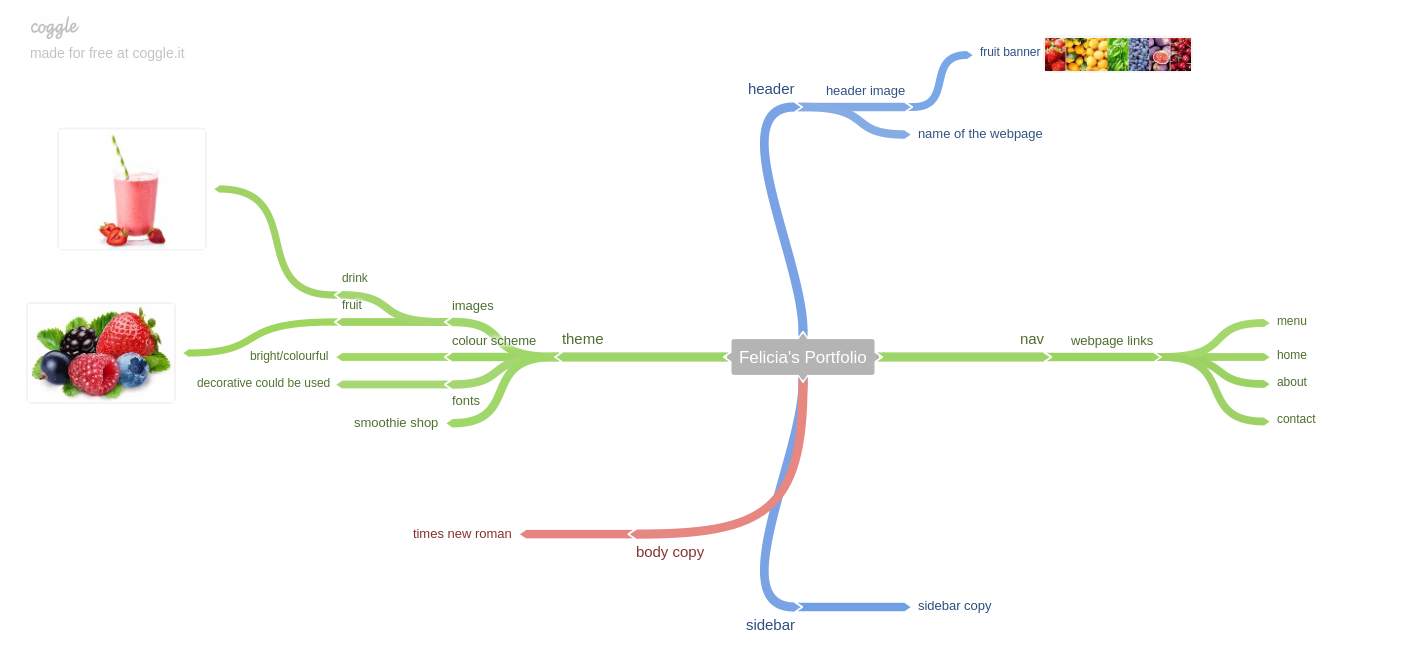 coggle
made for free at coggle.it
fruit banner
header
header image
name of the webpage
drink
fruit
images
bright/colourful
colour scheme
theme
decorative could be used
fonts
smoothie shop
Felicia's Portfolio
nav
webpage links
menu
home
about
contact
times new roman
body copy
sidebar copy
sidebar